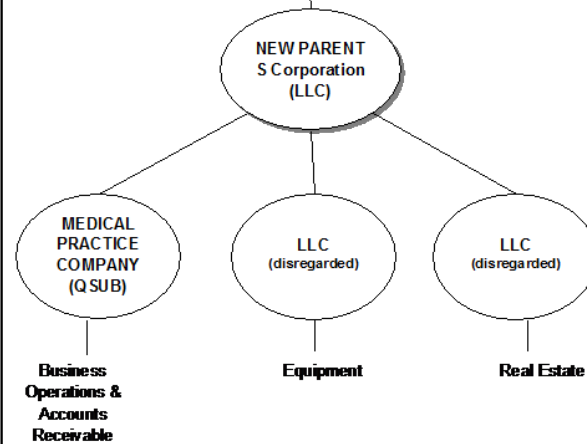 NEW PARENT
S Corporation
(LLC)
MEDICAL
PRACTICE
COMPANY
(QSUB)
LLC
(disregarded)
LLC
(disregarded)
Business
Operations &
Accounts
Receivable
Equipment
Real Estate